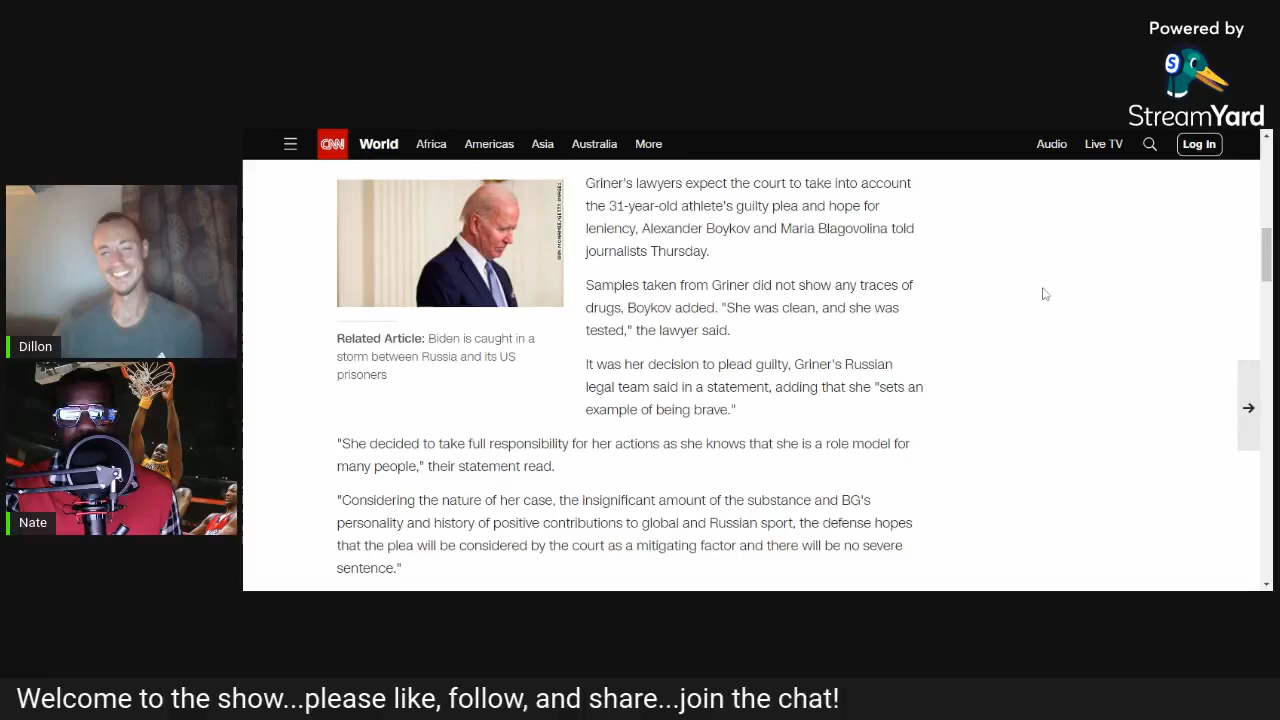 Powered by
StreamYard
CNN World Africa Americas Asia Australia More Audio Live TV Log In
Griner's lawyers expect the court to take into account
the 31-year-old athlete's guilty plea and hope for
leniency, Alexander Boykov and Maria Blagovolina told
journalists Thursday.
Samples taken from Griner did not show any traces of
drugs, Boykov added. "She was clean, and she was
tested," the lawyer said.
Related Article: Biden is caught in a
storm between Russia and its US
prisoners
It was her decision to plead guilty, Griner's Russian
legal team said in a statement, adding that she "sets an
example of being brave."
"She decided to take full responsibility for her actions as she knows that she is a role model for
many people," their statement read.
"Considering the nature of her case, the insignificant amount of the substance and BG's
personality and history of positive contributions to global and Russian sport, the defense hopes
that the plea will be considered by the court as a mitigating factor and there will be no severe
sentence."
Dillon
Nate
Welcome to the show...please like, follow, and share...join the chat!